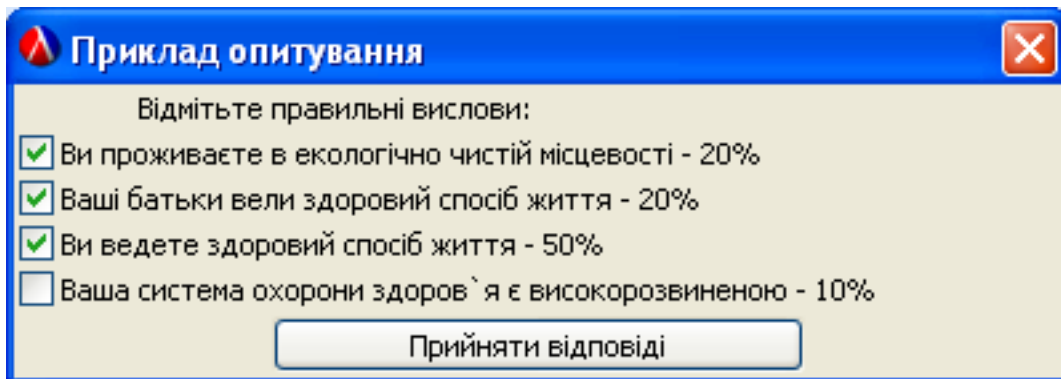 Приклад опитування
Відмітьте правильні вислови:
Ви проживаєте в екологічно чистій місцевості - 20%
Ваші батьки вели здоровий спосіб життя - 20%
Ви ведете здоровий спосіб життя - 50%
Ваша система охорони здоров`я є високорозвиненою - 10%
Прийняти відповіді